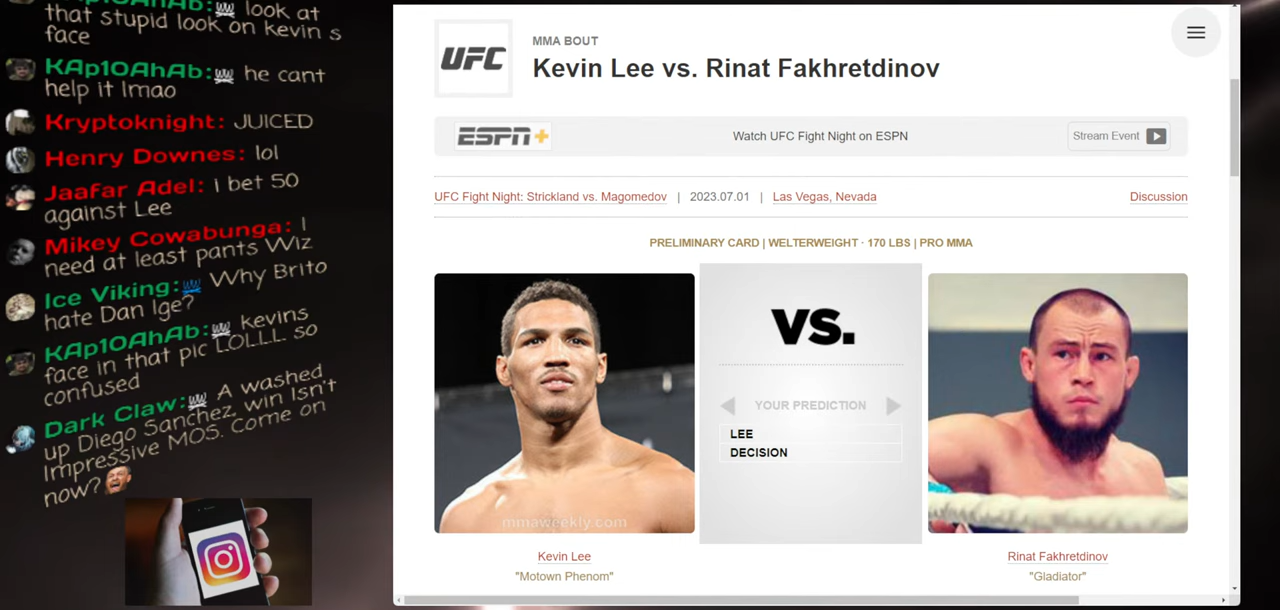 KAp10AhAb: look at
that stupid look on kevin s
face
KAp10AhAb: he cant
help it lmao
Kryptoknight: JUICED
Henry Downes: lol
Jaafar Adel: I bet 50
against Lee
Mikey Cowabunga: I
need at least pants Wiz
Ice Viking: Why Brito
hate Dan Ige?
KAp10AhAb: kevins
face in that pic LOLLL so
confused
Dark Claw: A washed
up Diego Sanchez, win Isn't
Impressive MOS. Come on
now?
UFC
MMA BOUT
Kevin Lee vs. Rinat Fakhretdinov
ESPN+
Watch UFC Fight Night on ESPN
Stream Event
UFC Fight Night: Strickland vs. Magomedov | 2023.07.01 | Las Vegas, Nevada
Discussion
PRELIMINARY CARD | WELTERWEIGHT · 170 LBS | PRO MMA
VS.
YOUR PREDICTION
LEE
DECISION
mmaweekly.com
Kevin Lee
"Motown Phenom"
Rinat Fakhretdinov
"Gladiator"